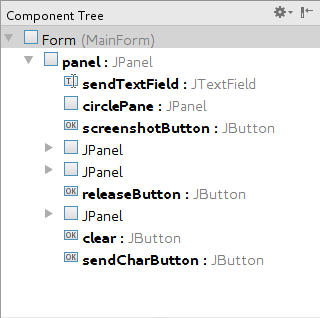 Component Tree
Form (MainForm)
panel : JPanel
sendTextField : JTextField
circlePane : JPanel
screenshotButton : JButton
JPanel
JPanel
releaseButton : JButton
JPanel
clear : JButton
sendCharButton : JButton